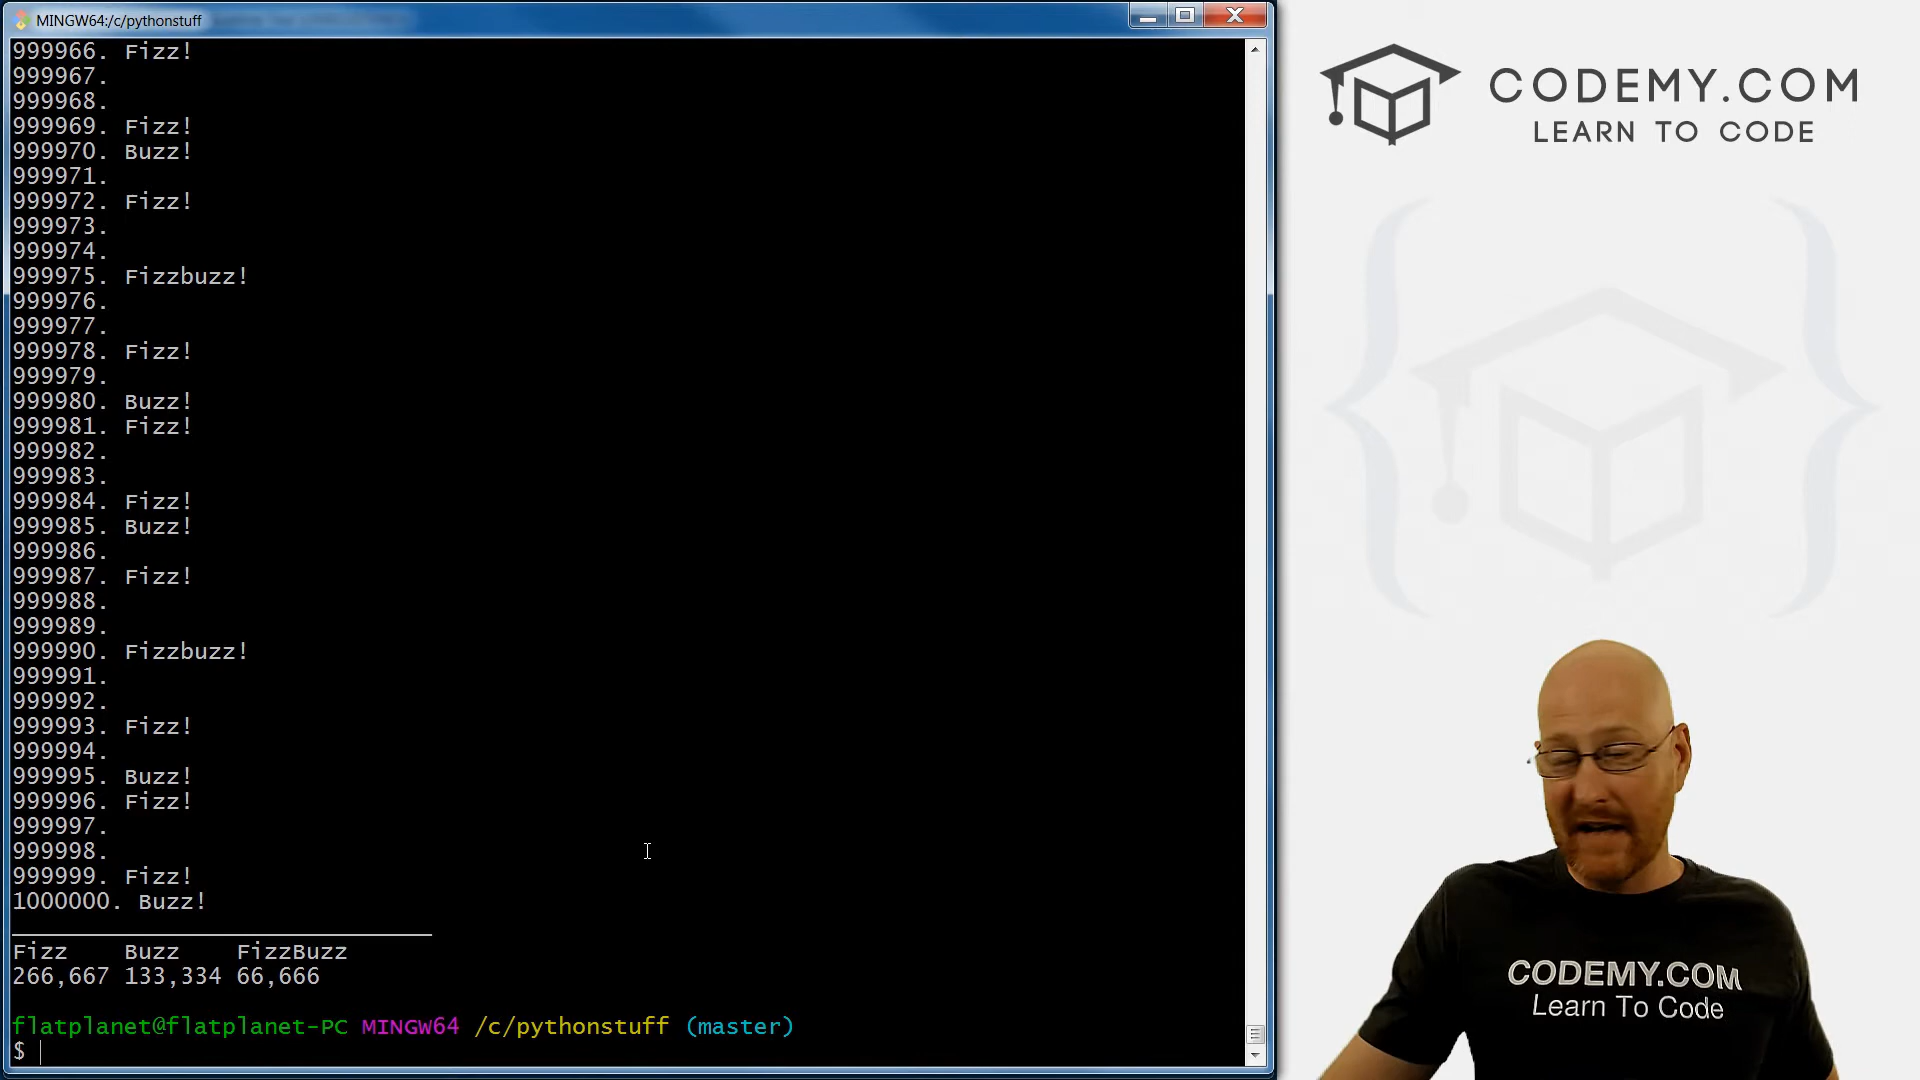 MINGW64:/c/pythonstuff
999966. Fizz!
999967.
999968.
999969. Fizz!
999970. Buzz!
999971.
999972. Fizz!
999973.
999974.
999975. Fizzbuzz!
999976.
999977.
999978. Fizz!
999979.
999980. Buzz!
999981. Fizz!
999982.
999983.
999984. Fizz!
999985. Buzz!
999986.
999987. Fizz!
999988.
999989.
999990. Fizzbuzz!
999991.
999992.
999993. Fizz!
999994.
999995. Buzz!
999996. Fizz!
999997.
999998.
999999. Fizz!
1000000. Buzz!
Fizz Buzz FizzBuzz
266,667 133,334 66,666
flatplanet@flatplanet-PC MINGW64 /c/pythonstuff (master)
$
CODEMY.COM
LEARN TO CODE
CODEMY.COM
Learn To Code